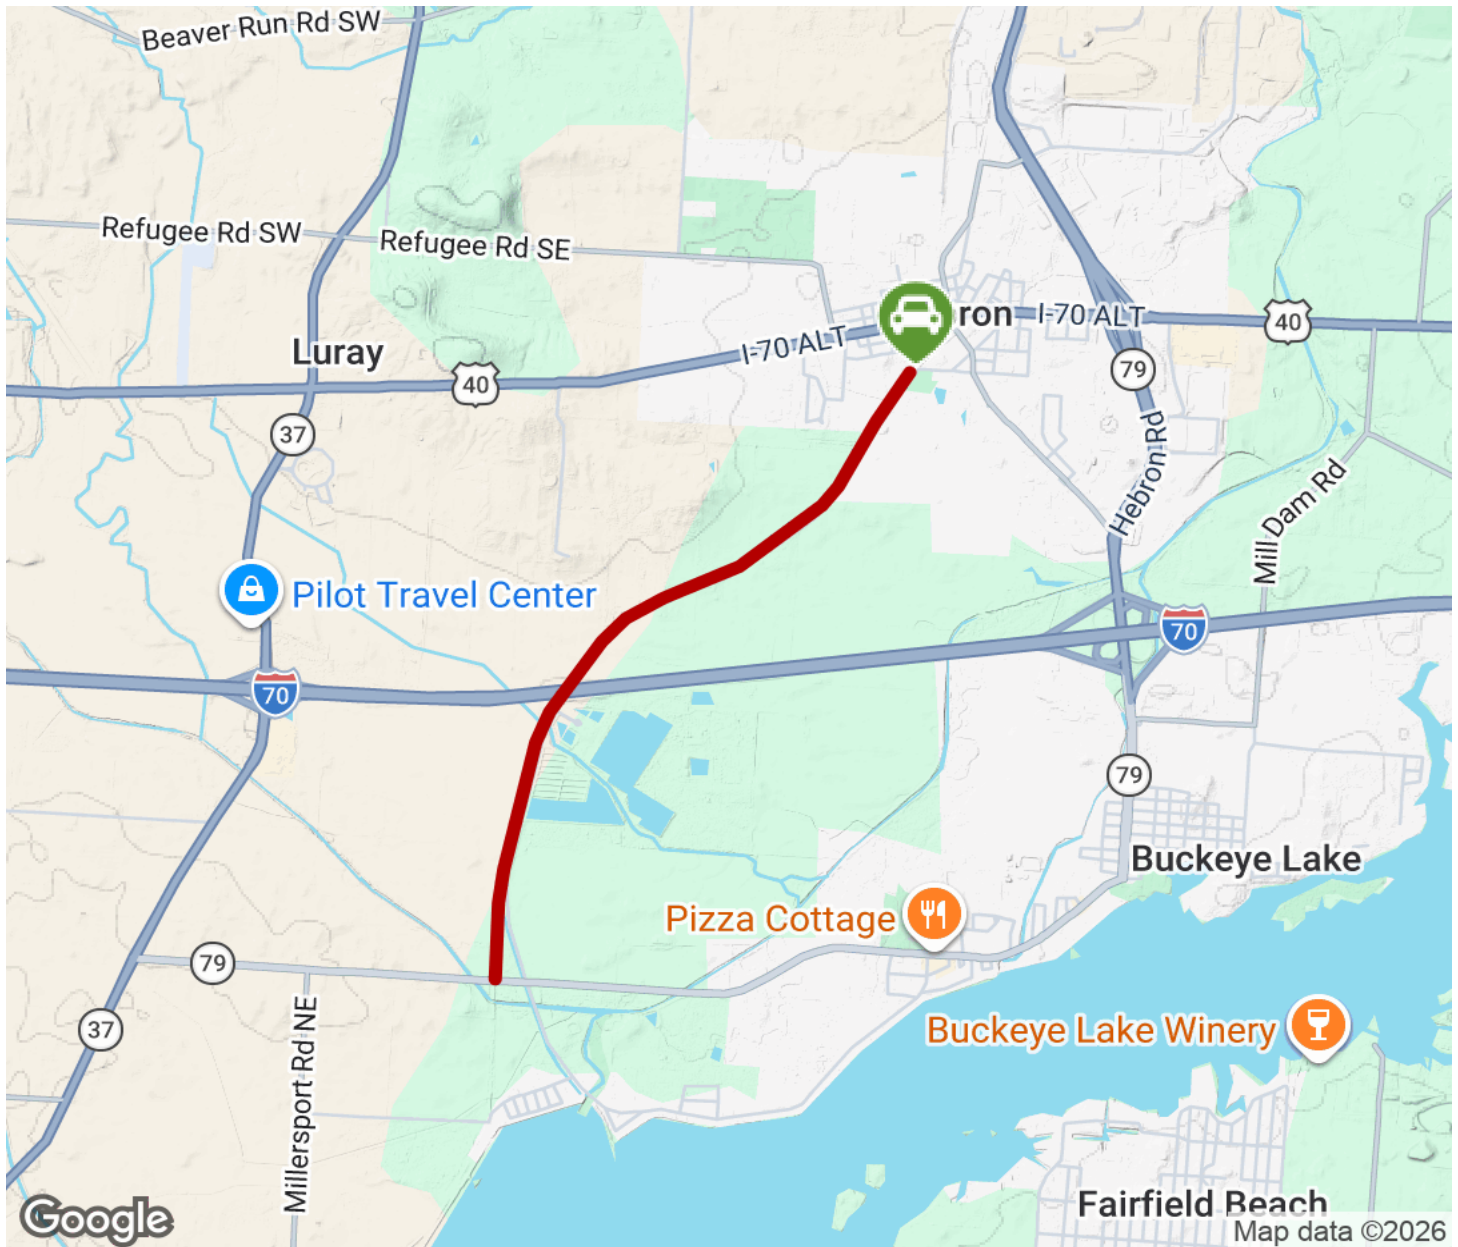 Beaver Run Rd SW
Refugee Rd SW
Refugee Rd SE
ron
I-70 ALT
40
I-70 ALT
Luray
40
79
37
Hebron Rd
Mill Dam Rd
Pilot Travel Center
70
70
79
Buckeye Lake
Pizza Cottage
79
37
Millersport Rd NE
Buckeye Lake Winery
Fairfield Beach
Google
Map data ©2026